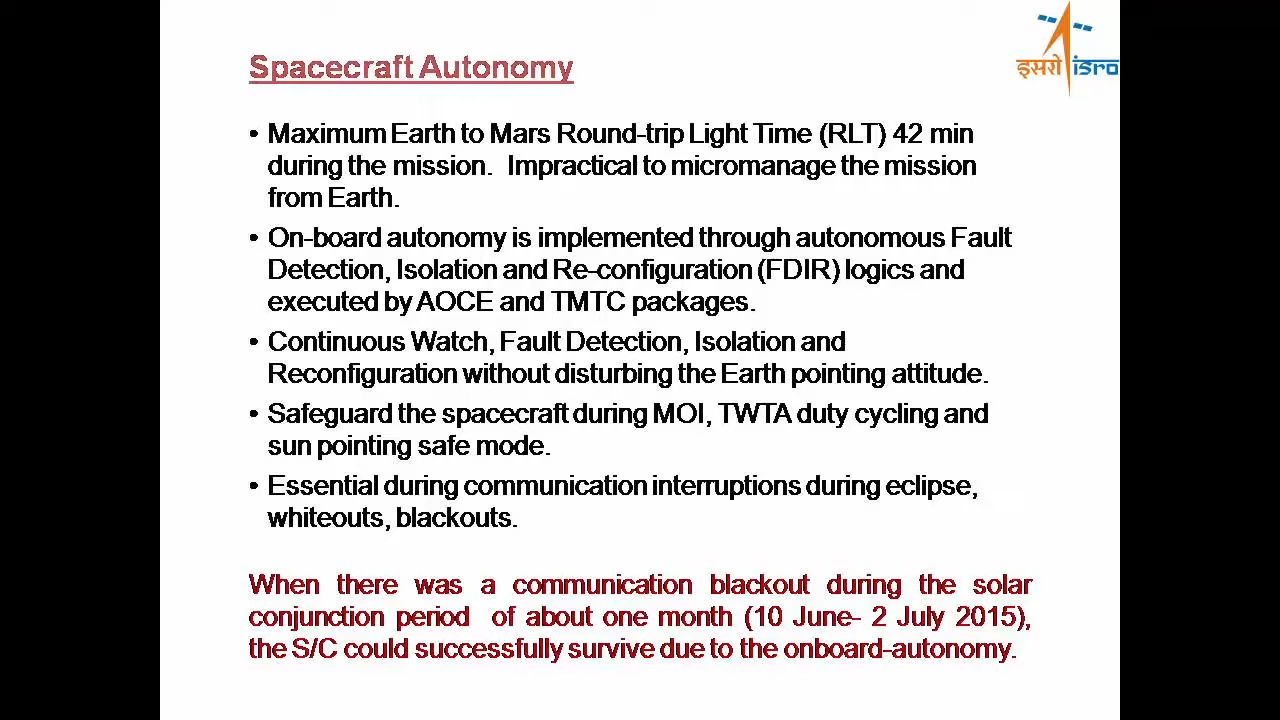 इसरो isro
Spacecraft Autonomy
• Maximum Earth to Mars Round-trip Light Time (RLT) 42 min
during the mission. Impractical to micromanage the mission
from Earth.
• On-board autonomy is implemented through autonomous Fault
Detection, Isolation and Re-configuration (FDIR) logics and
executed by AOCE and TMTC packages.
• Continuous Watch, Fault Detection, Isolation and
Reconfiguration without disturbing the Earth pointing attitude.
• Safeguard the spacecraft during MOI, TWTA duty cycling and
sun pointing safe mode.
• Essential during communication interruptions during eclipse,
whiteouts, blackouts.
When there was a communication blackout during the solar
conjunction period of about one month (10 June- 2 July 2015),
the S/C could successfully survive due to the onboard-autonomy.